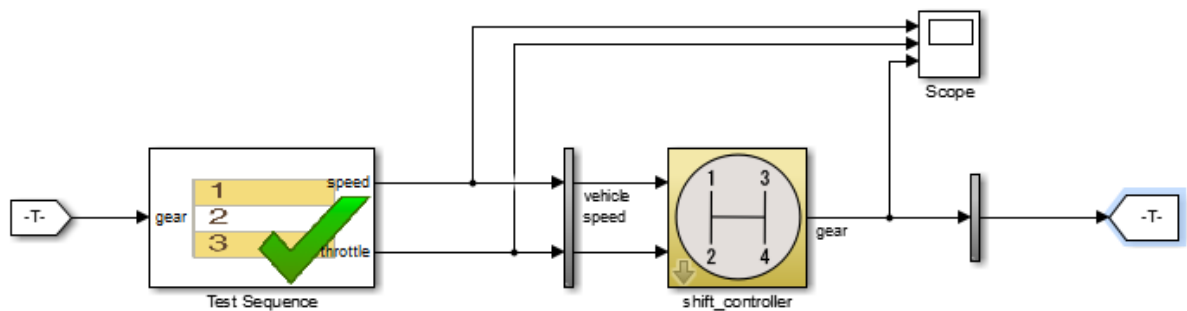 Scope
1
2
3
speed
gear
throttle
Test Sequence
-T-
vehicle
speed
1 3
2 4
gear
shift_controller
-T-